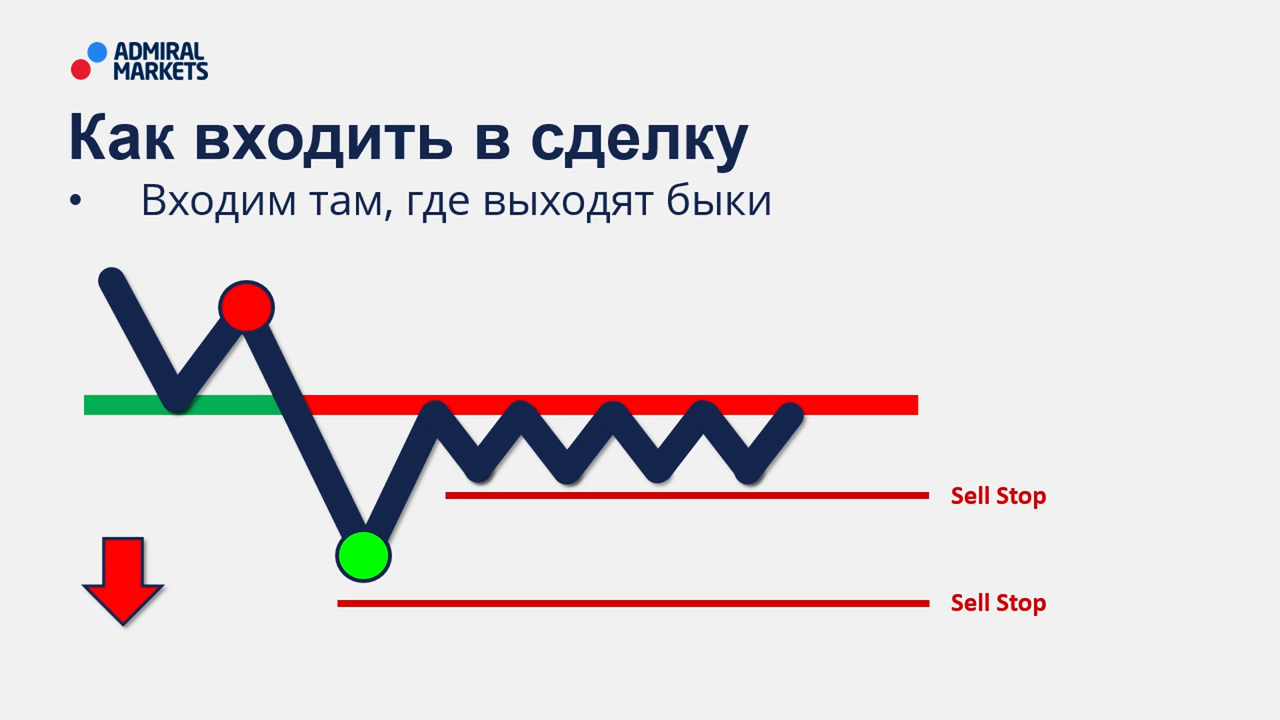 ADMIRAL
MARKETS
Как входить в сделку
• Входим там, где выходят быки
Sell Stop
Sell Stop